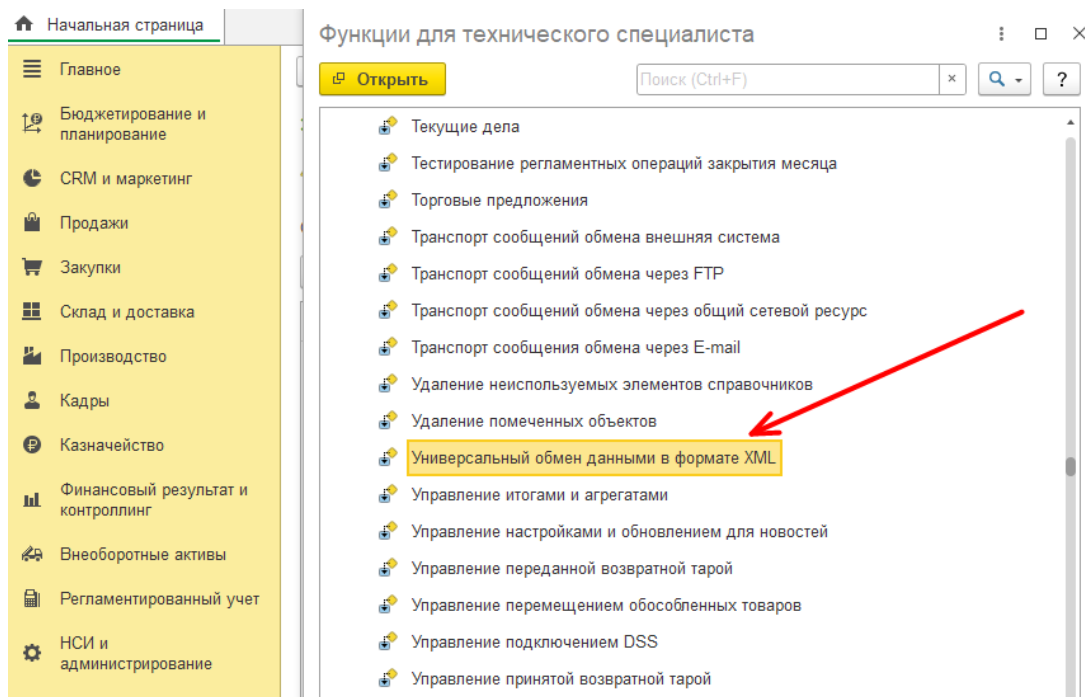 Начальная страница
Главное
Бюджетирование и
планирование
CRM и маркетинг
Продажи
Закупки
Склад и доставка
Производство
Кадры
Казначейство
Финансовый результат и
контроллинг
Внеоборотные активы
Регламентированный учет
НСИ и
администрирование
Функции для технического специалиста
Открыть
Поиск (Ctrl+F)
×
?
Текущие дела
Тестирование регламентных операций закрытия месяца
Торговые предложения
Транспорт сообщений обмена внешняя система
Транспорт сообщений обмена через FTP
Транспорт сообщений обмена через общий сетевой ресурс
Транспорт сообщения обмена через E-mail
Удаление неиспользуемых элементов справочников
Удаление помеченных объектов
Универсальный обмен данными в формате XML
Управление итогами и агрегатами
Управление настройками и обновлением для новостей
Управление переданной возвратной тарой
Управление перемещением обособленных товаров
Управление подключением DSS
Управление принятой возвратной тарой